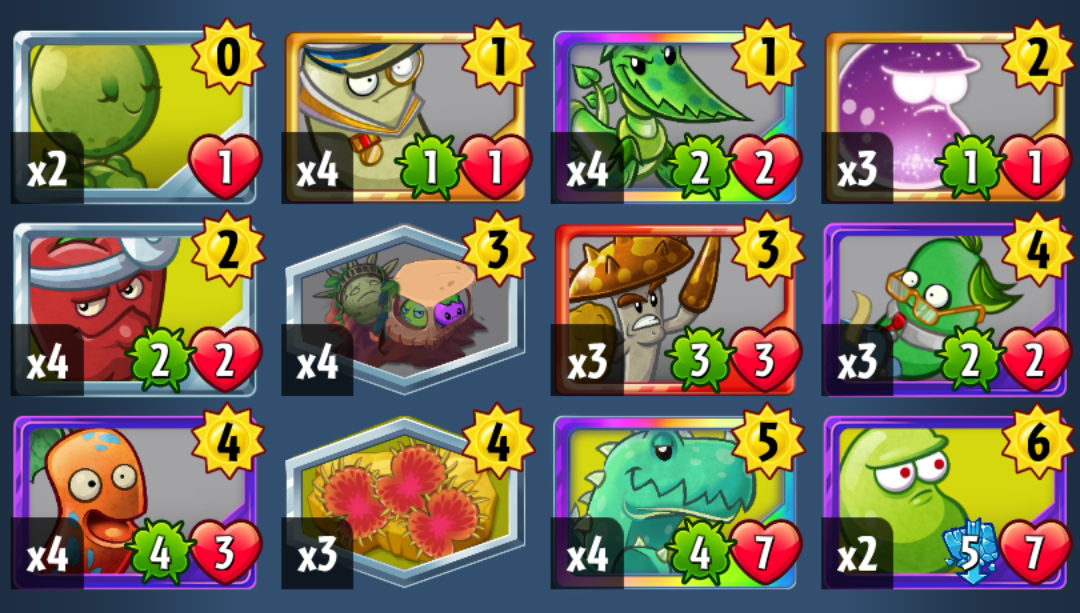 0 1 1 2
x2 1 x4 1 1 x4 2 2 x3 1 1
2 3 3 4
x4 2 2 x4 x3 3 3 x3 2 2
4 4 5 6
x4 4 3 x3 x4 4 7 x2 5 7